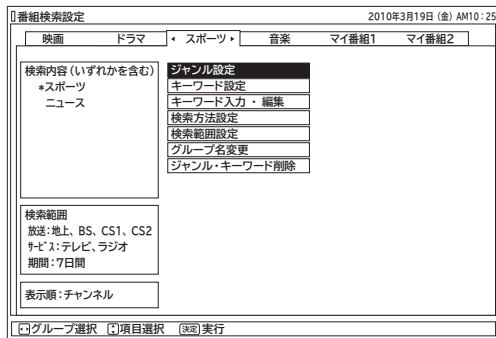 番組検索設定 2010年3月19日(金) AM10:25
映画 ドラマ スポーツ 音楽 マイ番組1 マイ番組2
検索内容(いずれかを含む)
*スポーツ
ニュース
ジャンル設定
キーワード設定
キーワード入力・編集
検索方法設定
検索範囲設定
グループ名変更
ジャンル・キーワード削除
検索範囲
放送:地上、BS、CS1、CS2
サービス:テレビ、ラジオ
期間:7日間
表示順:チャンネル
グループ選択 項目選択 決定 実行